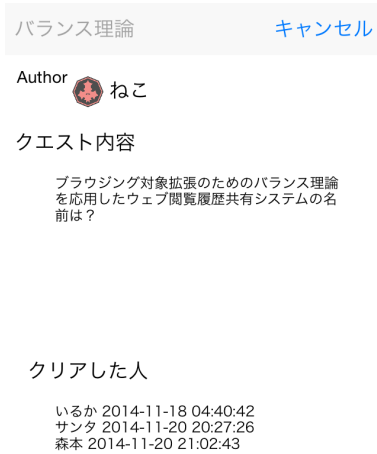 バランス理論 キャンセル
Author ねこ
クエスト内容
ブラウジング対象拡張のためのバランス理論
を応用したウェブ閲覧履歴共有システムの名
前は？
クリアした人
いるか 2014-11-18 04:40:42
サンタ 2014-11-20 20:27:26
森本 2014-11-20 21:02:43